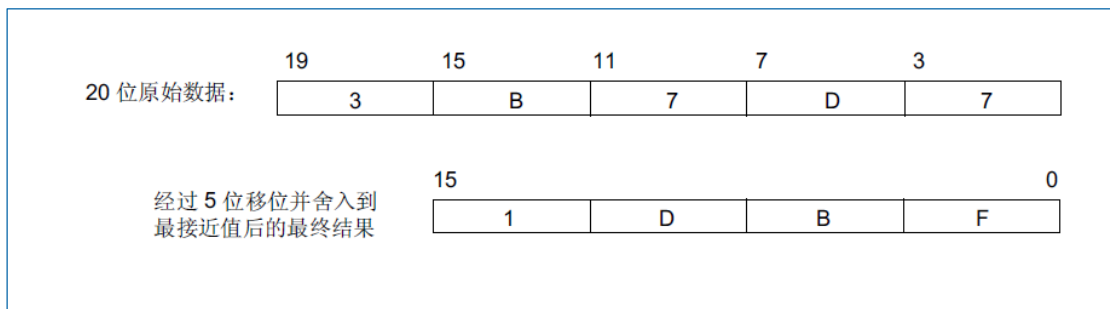 19 15 11 7 3
20 位原始数据： 3 B 7 D 7
15 0
经过 5 位移位并舍入到
最接近值后的最终结果
1 D B F